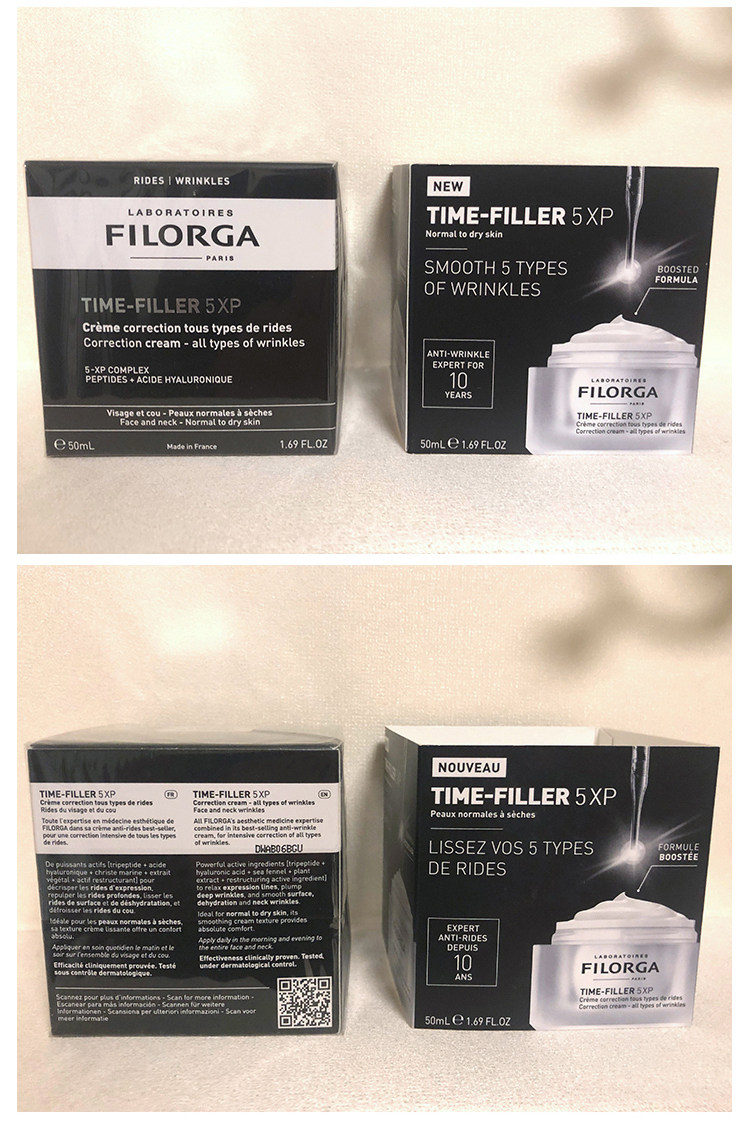 RIDES | WRINKLES
LABORATOIRES
FILORGA
PARIS
TIME-FILLER 5XP
Crème correction tous types de rides
Correction cream - all types of wrinkles
5-XP COMPLEX
PEPTIDES + ACIDE HYALURONIQUE
Visage et cou - Peaux normales à sèches
Face and neck - Normal to dry skin
e 50mL
Made in France
1.69 FL.OZ
NEW
TIME-FILLER 5XP
Normal to dry skin
SMOOTH 5 TYPES
OF WRINKLES
BOOSTED
FORMULA
ANTI-WRINKLE
EXPERT FOR
10
YEARS
LABORATOIRES
FILORGA
PARIS
TIME-FILLER 5XP
Crème correction tous types de rides
Correction cream - all types of wrinkles
50mL e 1.69 FL.OZ
TIME-FILLER 5XP
FR
Crème correction tous types de rides
Rides du visage et du cou
Toute l'expertise en médecine esthétique de
FILORGA dans sa crème anti-rides best-seller,
pour une correction intensive de tous les types
de rides.
De puissants actifs [tripeptide + acide
hyaluronique + christe marine + extrait
végétal + actif restructurant] pour
décrisper les rides d'expression,
repulper les rides profondes, lisser les
rides de surface et de déshydratation, et
défroisser les rides du cou.
Idéale pour les peaux normales à sèches,
sa texture crème lissante offre un confort
absolu.
Appliquer en soin quotidien le matin et le
soir sur l'ensemble du visage et du cou.
Efficacité cliniquement prouvée. Testé
sous contrôle dermatologique.
TIME-FILLER 5XP
EN
Correction cream - all types of wrinkles
Face and neck wrinkles
All FILORGA's aesthetic medicine expertise
combined in its best-selling anti-wrinkle
cream, for intensive correction of all types
of wrinkles.
DWAB06BGU
Powerful active ingredients [tripeptide +
hyaluronic acid + sea fennel + plant
extract + restructuring active ingredient]
to relax expression lines, plump
deep wrinkles, and smooth surface,
dehydration and neck wrinkles.
Ideal for normal to dry skin, its
smoothing cream texture provides
absolute comfort.
Apply daily in the morning and evening to
the entire face and neck.
Effectiveness clinically proven. Tested
under dermatological control.
Scannez pour plus d'informations - Scan for more information -
Escanear para más información - Scannen für weitere
Informationen - Scansiona per ulteriori informazioni - Scan voor
meer informatie
NOUVEAU
TIME-FILLER 5XP
Peaux normales à sèches
LISSEZ VOS 5 TYPES
DE RIDES
FORMULE
BOOSTÉE
EXPERT
ANTI-RIDES
DEPUIS
10
ANS
LABORATOIRES
FILORGA
PARIS
TIME-FILLER 5XP
Crème correction tous types de rides
Correction cream - all types of wrinkles
50mL e 1.69 FL.OZ